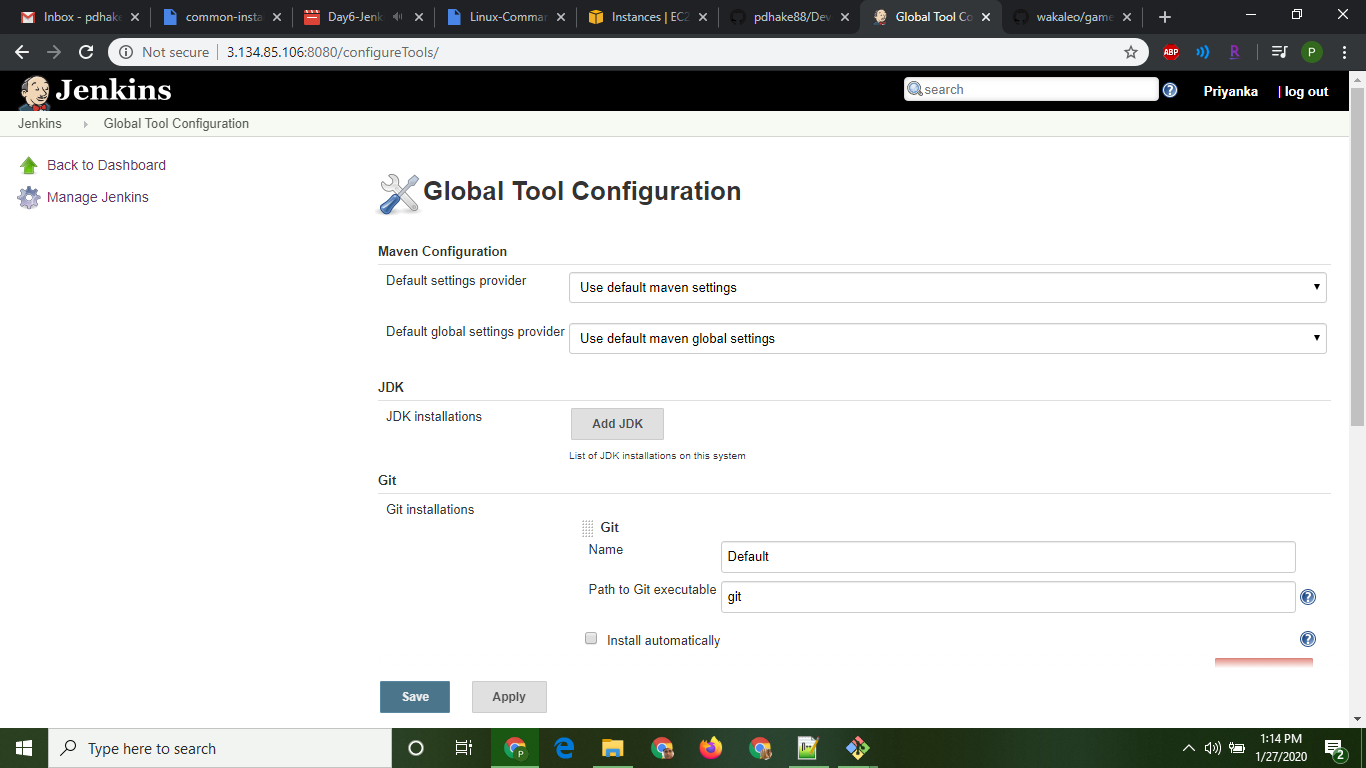 Inbox - pdhake
common-insta
Day6-Jenk
Linux-Comman
Instances | EC2
pdhake88/Dev
Global Tool Co
wakaleo/game
Not secure
3.134.85.106:8080/configureTools/
ABP
R
P
Jenkins
search
Priyanka
| log out
Jenkins
Global Tool Configuration
Back to Dashboard
Manage Jenkins
Global Tool Configuration
Maven Configuration
Default settings provider
Use default maven settings
Default global settings provider
Use default maven global settings
JDK
JDK installations
Add JDK
List of JDK installations on this system
Git
Git installations
Git
Name
Default
Path to Git executable
git
Install automatically
Save
Apply
Type here to search
1:14 PM
1/27/2020
2